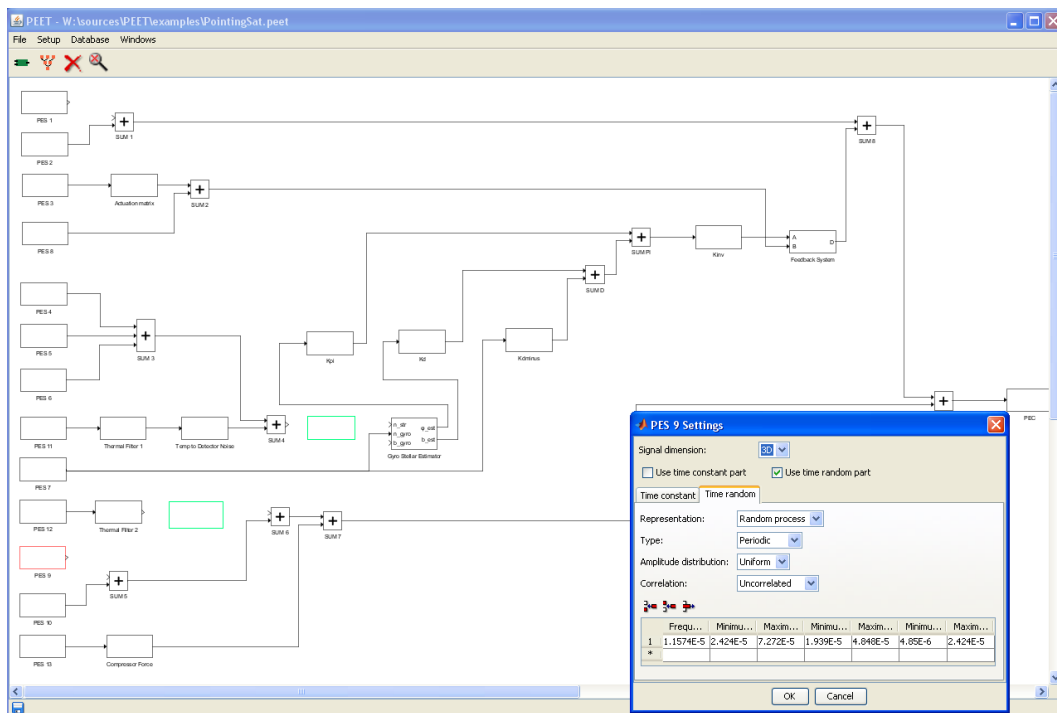 PEET - W:\sources\PEET\examples\PointingSat.peet
File Setup Database Windows
PES 1
SUM 1
SUM 8
PES 2
PES 3
Actuation matrix
SUM 2
PES 8
A
B
D
SUM PI
Kinv
Feedback System
SUM D
PES 4
PES 5
SUM 3
Kpi
Kd
Kdminus
PES 6
PEC
n_str
n_gyro
b_gyro
q_est
b_est
PES 11
Thermal Filter 1
Temp to Detector Noise
SUM 4
Gyro Stellar Estimator
PES 7
PES 12
Thermal Filter 2
SUM 6
SUM 7
PES 9
SUM 5
PES 10
PES 13
Compressor Force
PES 9 Settings
Signal dimension: 3D
Use time constant part Use time random part
Time constant Time random
Representation: Random process
Type: Periodic
Amplitude distribution: Uniform
Correlation: Uncorrelated
Frequ... Minimu... Maxim... Minimu... Maxim... Minimu... Maxim...
1 1.1574E-5 2.424E-5 7.272E-5 1.939E-5 4.848E-5 4.85E-6 2.424E-5
*
OK Cancel